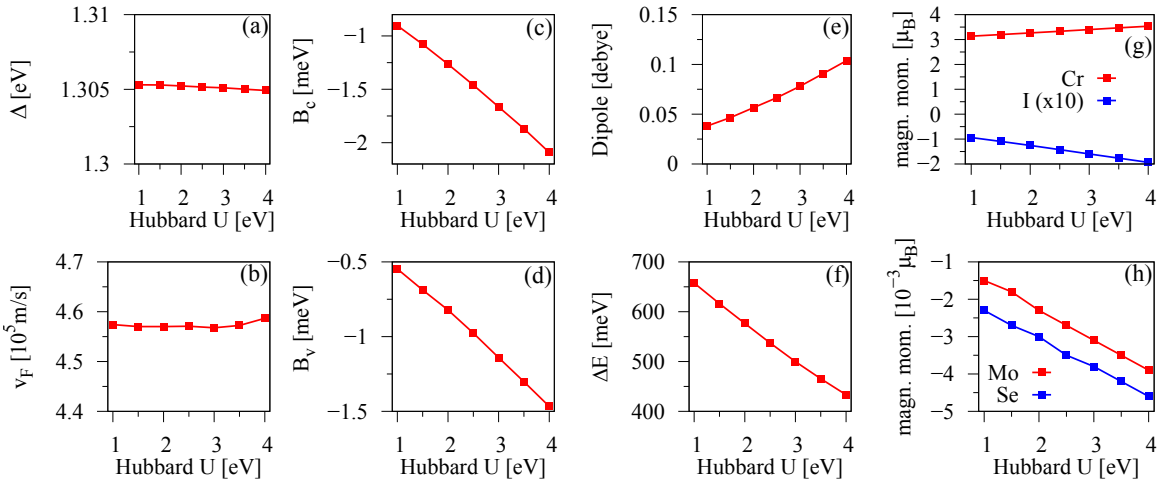 (a)
Δ [eV]
1.31
1.305
1.3
1 2 3 4
Hubbard U [eV]
(c)
B_c [meV]
−1
−1.5
−2
1 2 3 4
Hubbard U [eV]
(e)
Dipole [debye]
0.15
0.1
0.05
0
1 2 3 4
Hubbard U [eV]
(g)
magn. mom. [μ_B]
4
3
2
1
0
−1
−2
Cr
I (x10)
1 2 3 4
Hubbard U [eV]
(b)
v_F [10^5 m/s]
4.7
4.6
4.5
4.4
1 2 3 4
Hubbard U [eV]
(d)
B_v [meV]
−0.5
−1
−1.5
1 2 3 4
Hubbard U [eV]
(f)
ΔE [meV]
700
600
500
400
1 2 3 4
Hubbard U [eV]
(h)
magn. mom. [10^−3 μ_B]
−1
−2
−3
−4
−5
Mo
Se
1 2 3 4
Hubbard U [eV]